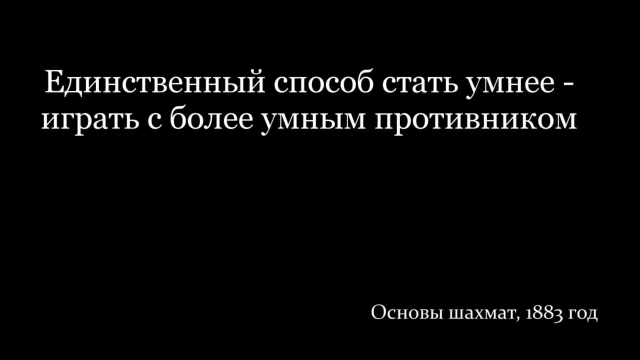 Единственный способ стать умнее -
играть с более умным противником
Основы шахмат, 1883 год